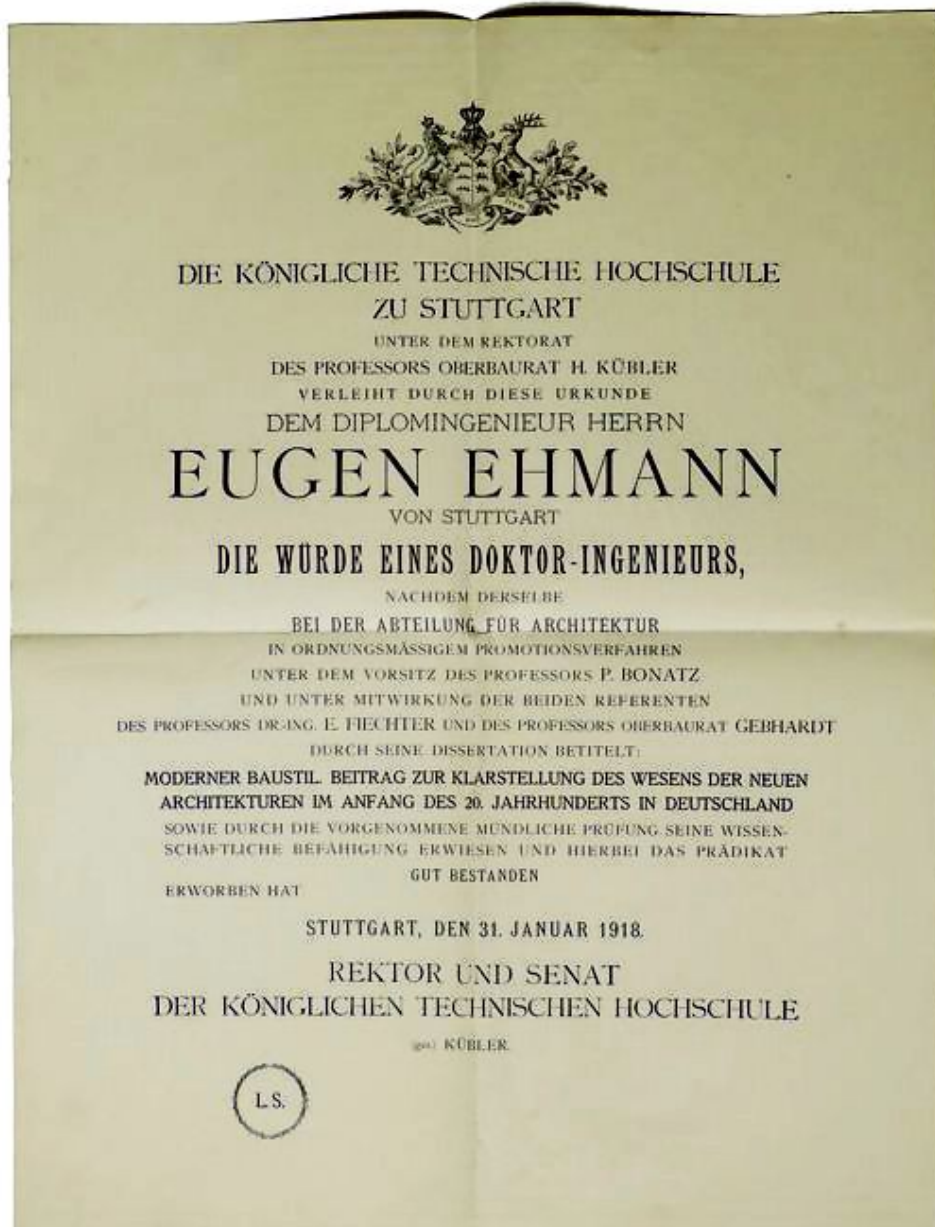 DIE KÖNIGLICHE TECHNISCHE HOCHSCHULE
ZU STUTTGART
UNTER DEM REKTORAT
DES PROFESSORS OBERBAURAT H. KÜBLER
VERLEIHT DURCH DIESE URKUNDE
DEM DIPLOMINGENIEUR HERRN
EUGEN EHMANN
VON STUTTGART
DIE WÜRDE EINES DOKTOR-INGENIEURS,
NACHDEM DERSELBE
BEI DER ABTEILUNG FÜR ARCHITEKTUR
IN ORDNUNGSMÄSSIGEM PROMOTIONSVERFAHREN
UNTER DEM VORSITZ DES PROFESSORS P. BONATZ
UND UNTER MITWIRKUNG DER BEIDEN REFERENTEN
DES PROFESSORS DR.-ING. E. FIECHTER UND DES PROFESSORS OBERBAURAT GEBHARDT
DURCH SEINE DISSERTATION BETITELT:
MODERNER BAUSTIL. BEITRAG ZUR KLARSTELLUNG DES WESENS DER NEUEN
ARCHITEKTUREN IM ANFANG DES 20. JAHRHUNDERTS IN DEUTSCHLAND
SOWIE DURCH DIE VORGENOMMENE MÜNDLICHE PRÜFUNG SEINE WISSEN-
SCHAFTLICHE BEFÄHIGUNG ERWIESEN UND HIERBEI DAS PRÄDIKAT
GUT BESTANDEN
ERWORBEN HAT
STUTTGART, DEN 31. JANUAR 1918.
REKTOR UND SENAT
DER KÖNIGLICHEN TECHNISCHEN HOCHSCHULE
(gez.) KÜBLER.
L. S.